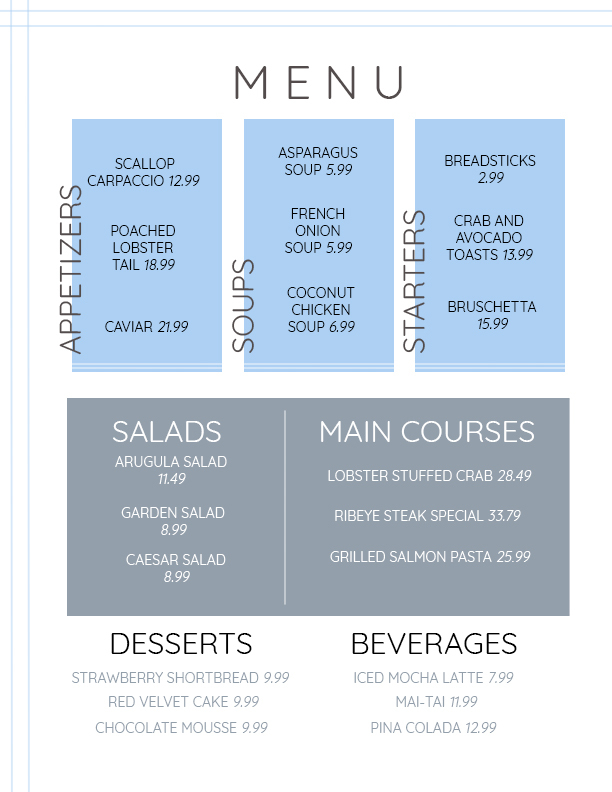 MENU
APPETIZERS
SCALLOP
CARPACCIO 12.99
POACHED
LOBSTER
TAIL 18.99
CAVIAR 21.99
SOUPS
ASPARAGUS
SOUP 5.99
FRENCH
ONION
SOUP 5.99
COCONUT
CHICKEN
SOUP 6.99
STARTERS
BREADSTICKS
2.99
CRAB AND
AVOCADO
TOASTS 13.99
BRUSCHETTA
15.99
SALADS
ARUGULA SALAD
11.49
GARDEN SALAD
8.99
CAESAR SALAD
8.99
MAIN COURSES
LOBSTER STUFFED CRAB 28.49
RIBEYE STEAK SPECIAL 33.79
GRILLED SALMON PASTA 25.99
DESSERTS
STRAWBERRY SHORTBREAD 9.99
RED VELVET CAKE 9.99
CHOCOLATE MOUSSE 9.99
BEVERAGES
ICED MOCHA LATTE 7.99
MAI-TAI 11.99
PINA COLADA 12.99